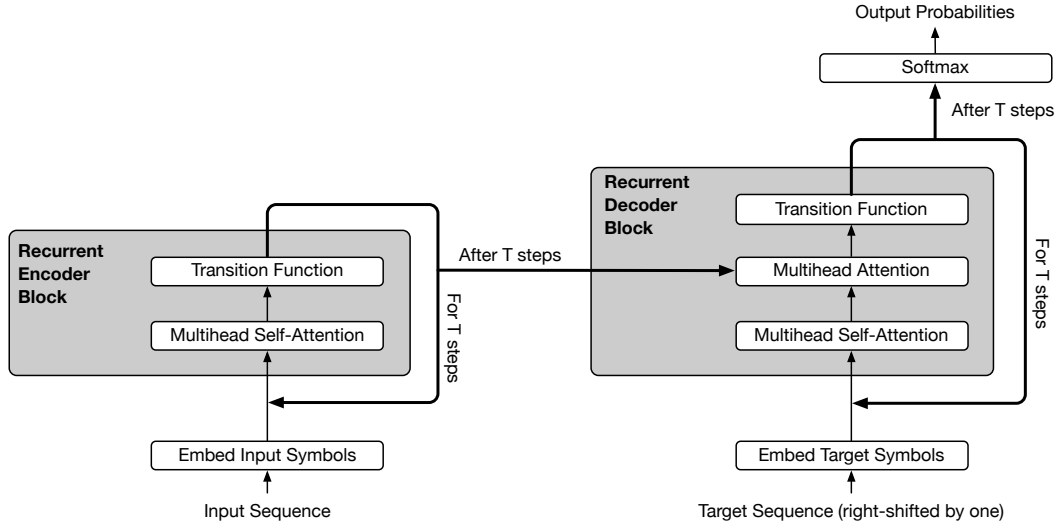 Output Probabilities
Softmax
After T steps
Recurrent
Decoder
Block
Transition Function
Multihead Attention
Multihead Self-Attention
For T steps
Embed Target Symbols
Target Sequence (right-shifted by one)
After T steps
Recurrent
Encoder
Block
Transition Function
Multihead Self-Attention
For T steps
Embed Input Symbols
Input Sequence